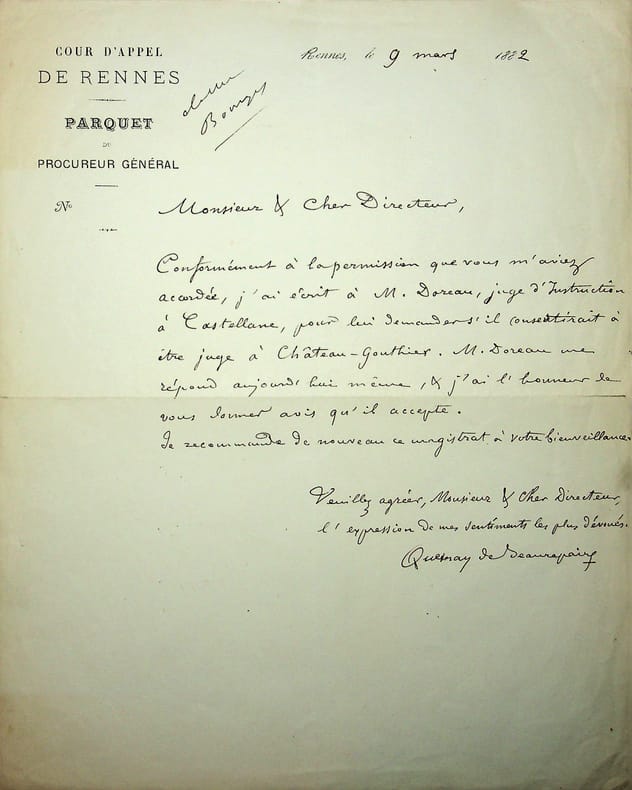 COUR D'APPEL
DE RENNES
PARQUET
DU
PROCUREUR GÉNÉRAL
No
Rennes, le 9 mars 1882
Monsieur & Cher Directeur,
Conformément à la permission que vous m'aviez
accordée, j'ai écrit à M. Doreau, juge d'Instruction
à Castellane, pour lui demander s'il consentirait à
être juge à Château-Gonthier. M. Doreau me
répond aujourd'hui même, & j'ai l'honneur de
vous donner avis qu'il accepte.
Je recommande de nouveau ce magistrat à votre bienveillance.
Veuillez agréer, Monsieur & Cher Directeur,
l'expression de mes sentiments les plus dévoués.
Quesnay de Beaurepaire